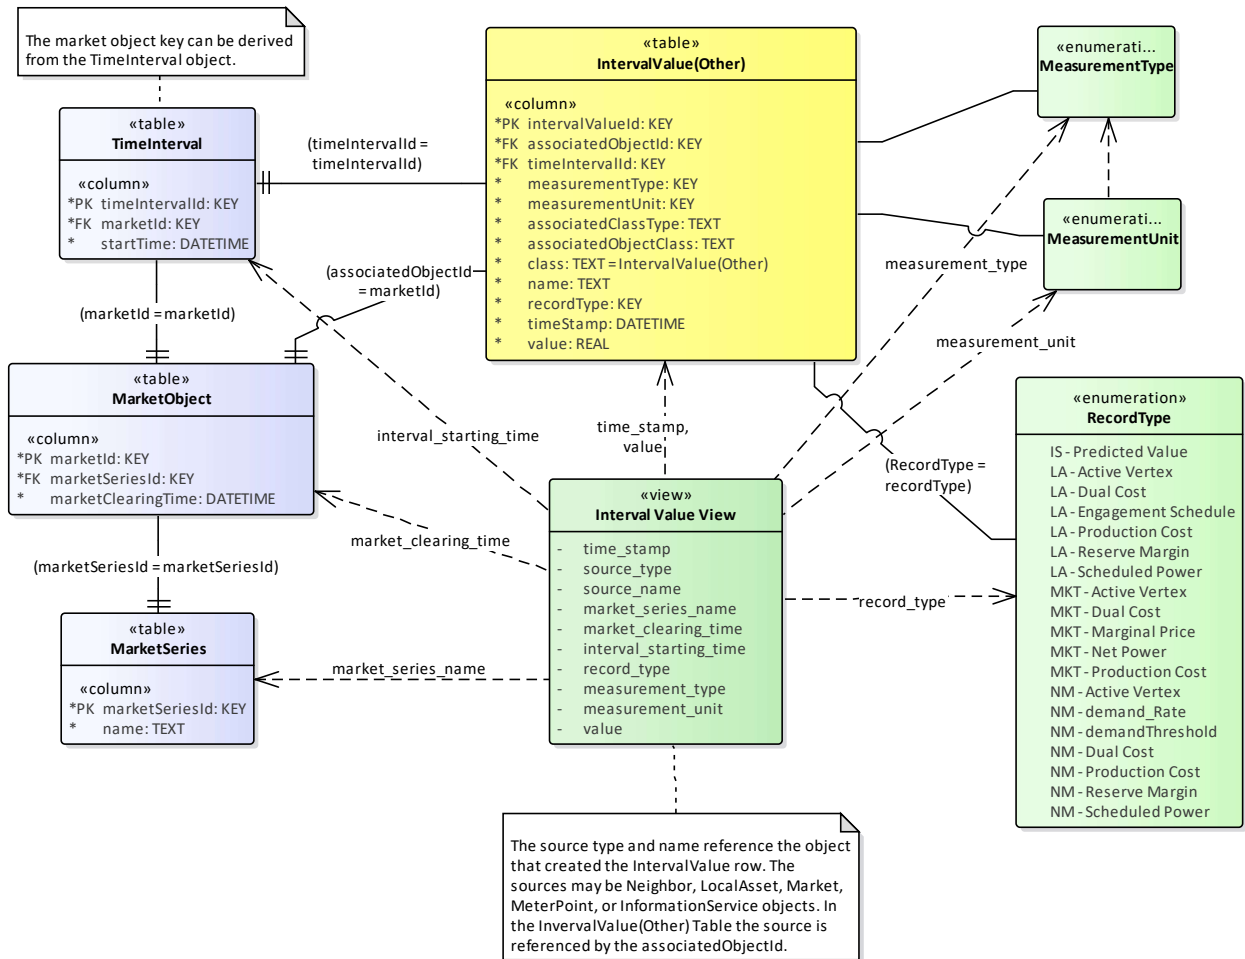 The market object key can be derived
from the TimeInterval object.
«table»
TimeInterval
«column»
*PK timeIntervalId: KEY
*FK marketId: KEY
* startTime: DATETIME
(timeIntervalId =
timeIntervalId)
«table»
IntervalValue(Other)
«column»
*PK intervalValueId: KEY
*FK associatedObjectId: KEY
*FK timeIntervalId: KEY
* measurementType: KEY
* measurementUnit: KEY
* associatedClassType: TEXT
* associatedObjectClass: TEXT
* class: TEXT = IntervalValue(Other)
* name: TEXT
* recordType: KEY
* timeStamp: DATETIME
* value: REAL
«enumerati...
MeasurementType
«enumerati...
MeasurementUnit
measurement_type
measurement_unit
(associatedObjectId
= marketId)
(marketId = marketId)
«table»
MarketObject
«column»
*PK marketId: KEY
*FK marketSeriesId: KEY
* marketClearingTime: DATETIME
interval_starting_time
time_stamp,
value
(RecordType =
recordType)
«enumeration»
RecordType
IS - Predicted Value
LA - Active Vertex
LA - Dual Cost
LA - Engagement Schedule
LA - Production Cost
LA - Reserve Margin
LA - Scheduled Power
MKT - Active Vertex
MKT - Dual Cost
MKT - Marginal Price
MKT - Net Power
MKT - Production Cost
NM - Active Vertex
NM - demand_Rate
NM - demandThreshold
NM - Dual Cost
NM - Production Cost
NM - Reserve Margin
NM - Scheduled Power
market_clearing_time
(marketSeriesId = marketSeriesId)
«view»
Interval Value View
- time_stamp
- source_type
- source_name
- market_series_name
- market_clearing_time
- interval_starting_time
- record_type
- measurement_type
- measurement_unit
- value
record_type
«table»
MarketSeries
«column»
*PK marketSeriesId: KEY
* name: TEXT
market_series_name
The source type and name reference the object
that created the IntervalValue row. The
sources may be Neighbor, LocalAsset, Market,
MeterPoint, or InformationService objects. In
the InvervalValue(Other) Table the source is
referenced by the associatedObjectId.